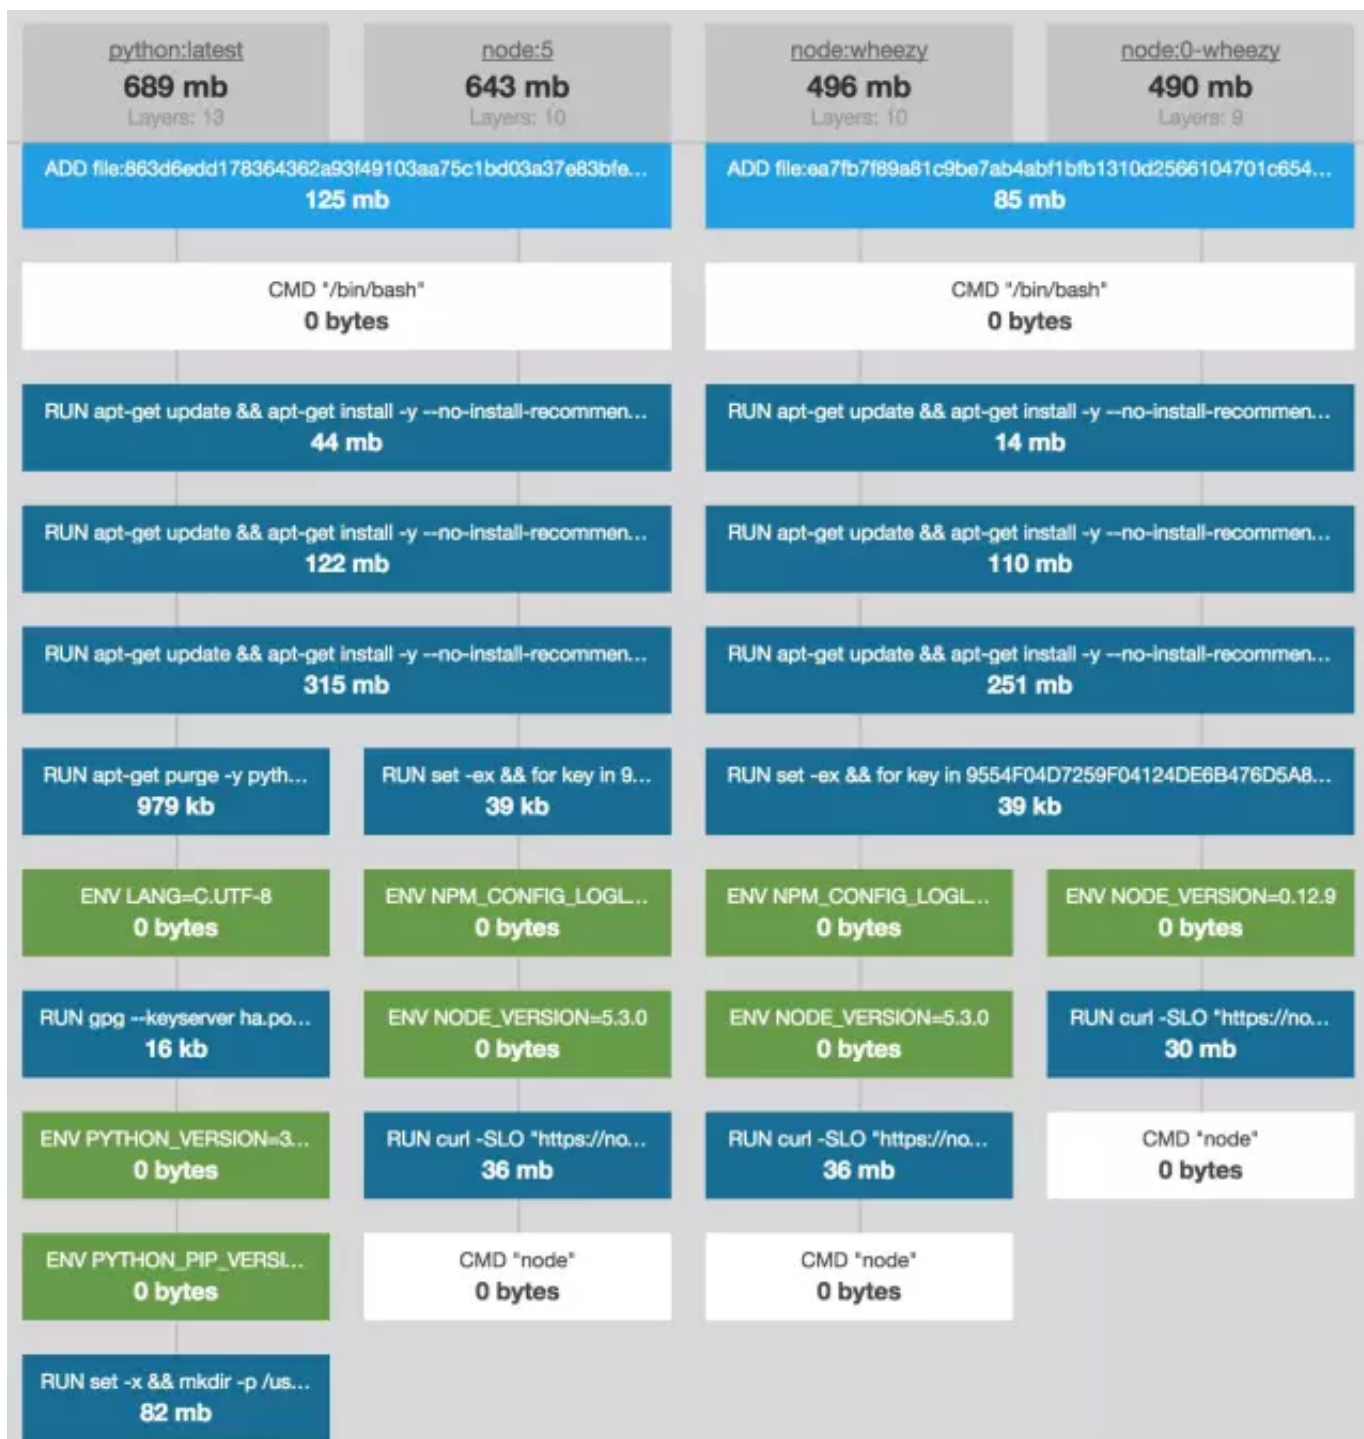 python:latest
689 mb
Layers: 13
node:5
643 mb
Layers: 10
node:wheezy
496 mb
Layers: 10
node:0-wheezy
490 mb
Layers: 9
ADD file:863d6edd178364362a93f49103aa75c1bd03a37e83bfe...
125 mb
ADD file:ea7fb7f89a81c9be7ab4abf1bfb1310d2566104701c654...
85 mb
CMD "/bin/bash"
0 bytes
CMD "/bin/bash"
0 bytes
RUN apt-get update && apt-get install -y --no-install-recommen...
44 mb
RUN apt-get update && apt-get install -y --no-install-recommen...
14 mb
RUN apt-get update && apt-get install -y --no-install-recommen...
122 mb
RUN apt-get update && apt-get install -y --no-install-recommen...
110 mb
RUN apt-get update && apt-get install -y --no-install-recommen...
315 mb
RUN apt-get update && apt-get install -y --no-install-recommen...
251 mb
RUN apt-get purge -y pyth...
979 kb
RUN set -ex && for key in 9...
39 kb
RUN set -ex && for key in 9554F04D7259F04124DE6B476D5A8...
39 kb
ENV LANG=C.UTF-8
0 bytes
ENV NPM_CONFIG_LOGL...
0 bytes
ENV NPM_CONFIG_LOGL...
0 bytes
ENV NODE_VERSION=0.12.9
0 bytes
RUN gpg --keyserver ha.po...
16 kb
ENV NODE_VERSION=5.3.0
0 bytes
ENV NODE_VERSION=5.3.0
0 bytes
RUN curl -SLO "https://no...
30 mb
ENV PYTHON_VERSION=3...
0 bytes
RUN curl -SLO "https://no...
36 mb
RUN curl -SLO "https://no...
36 mb
CMD "node"
0 bytes
ENV PYTHON_PIP_VERSI...
0 bytes
CMD "node"
0 bytes
CMD "node"
0 bytes
RUN set -x && mkdir -p /us...
82 mb